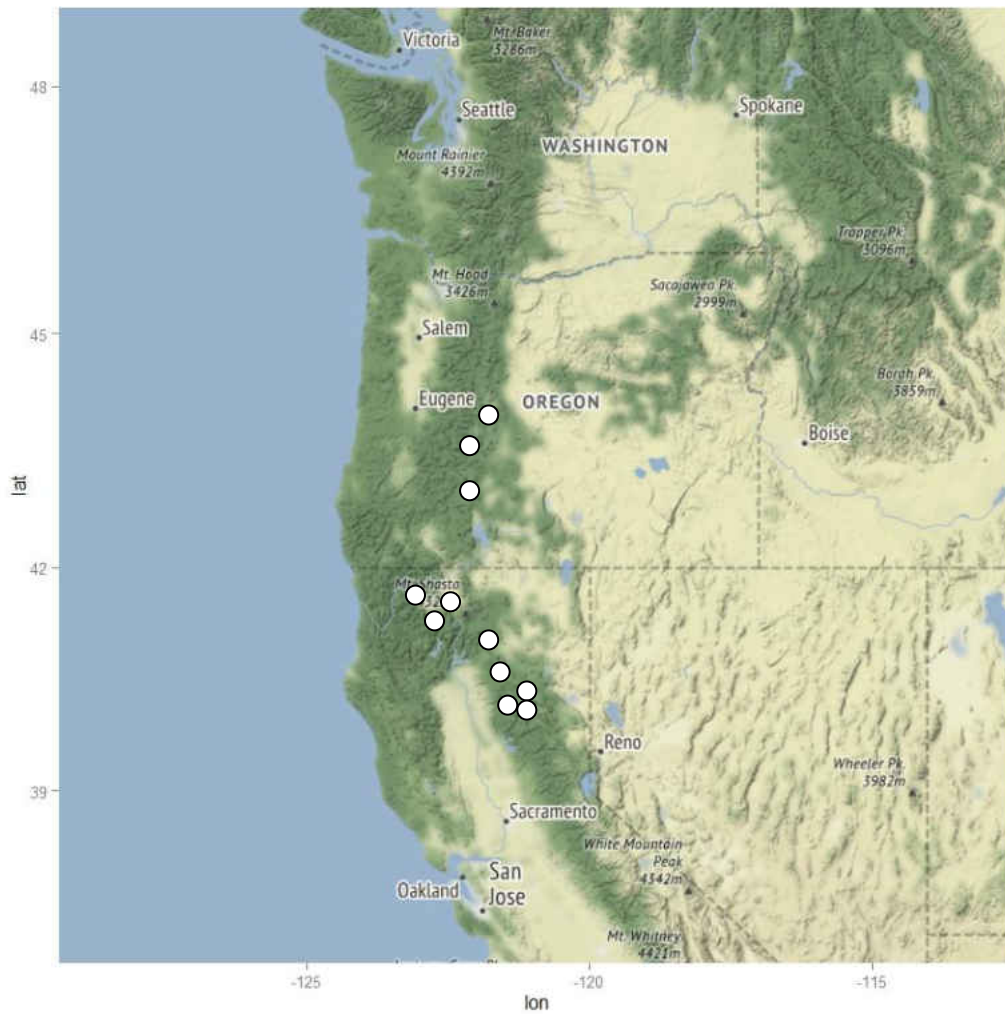 Mt. Baker
3286m
Victoria
Seattle
Spokane
WASHINGTON
Mount Rainier
4392m
Trapper Pk.
3096m
Mt. Hood
3426m
Sacajawea Pk.
2999m
Salem
Borah Pk.
3859m
Eugene
OREGON
Boise
Mt. Shasta
Reno
Wheeler Pk.
3982m
Sacramento
White Mountain
Peak
4342m
San
Jose
Oakland
Mt. Whitney
4421m
48
45
42
39
lat
-125
-120
-115
lon